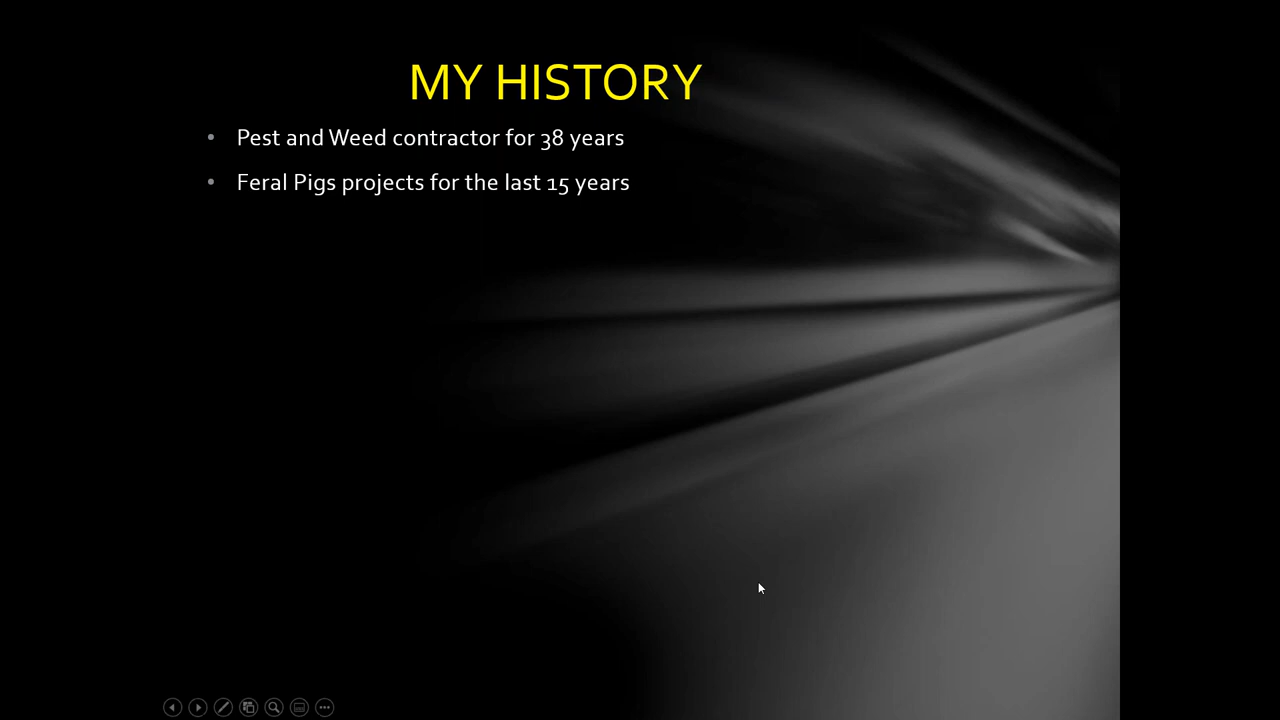 MY HISTORY
Pest and Weed contractor for 38 years
Feral Pigs projects for the last 15 years